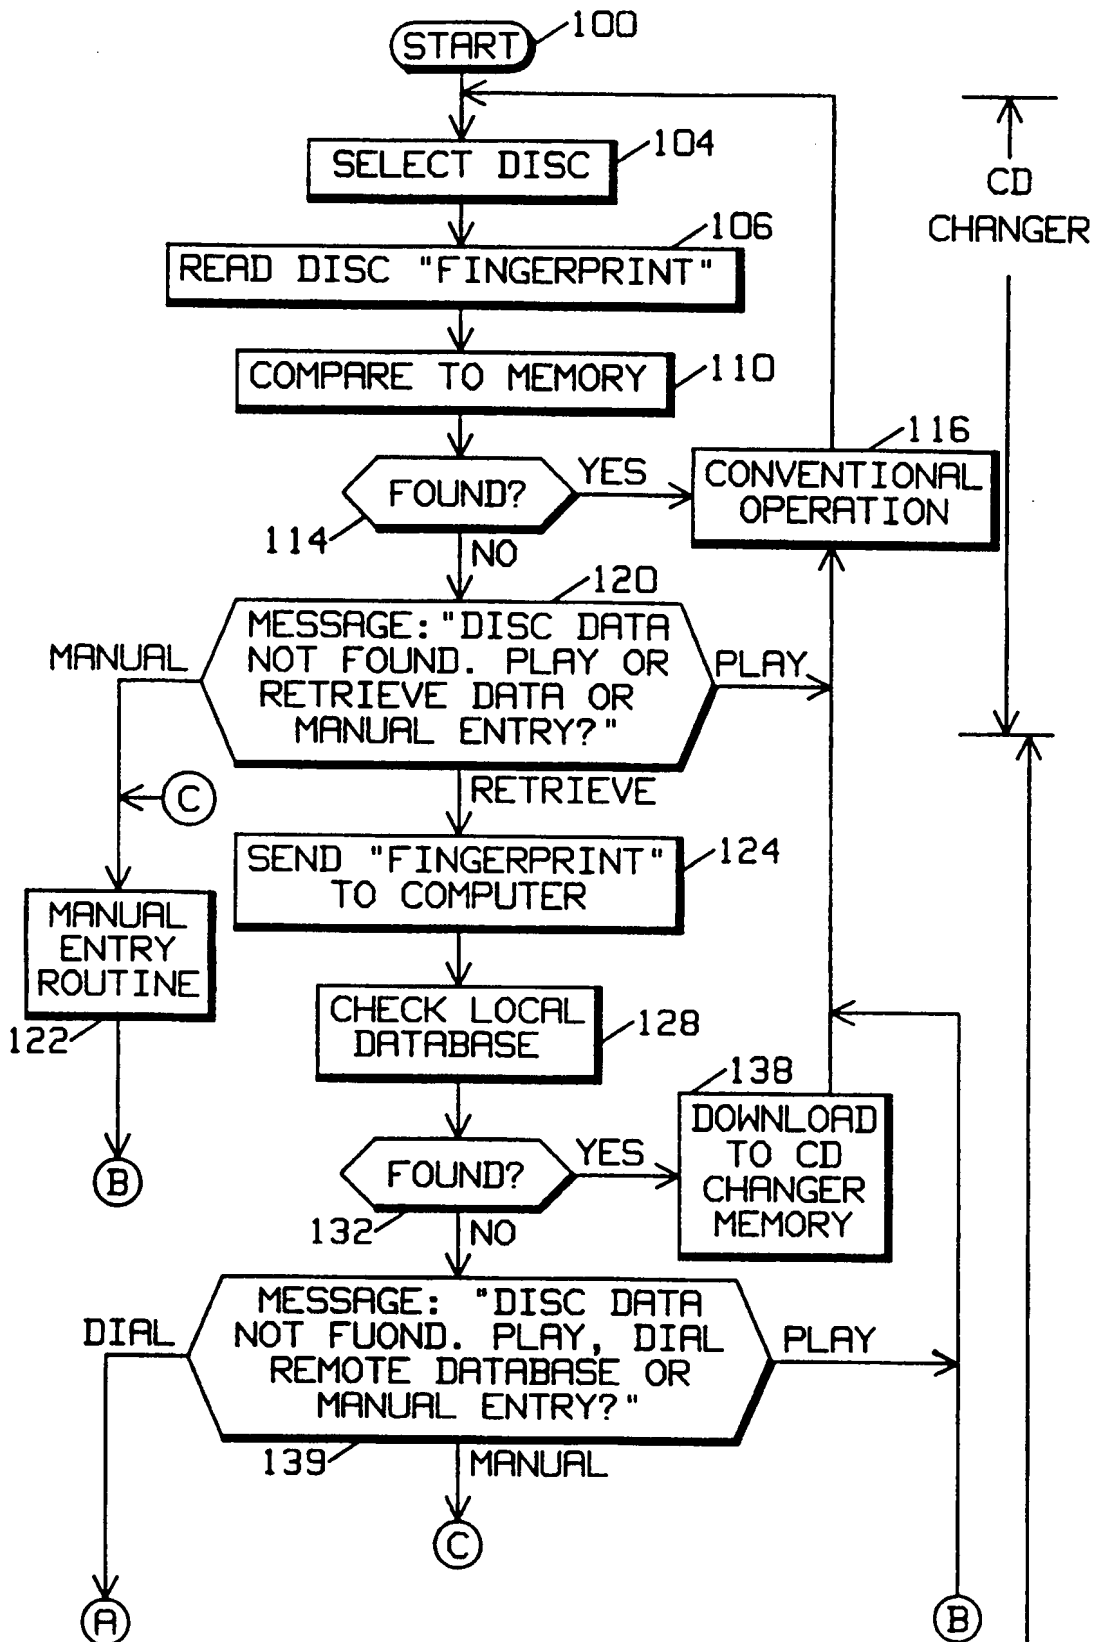 START
100
SELECT DISC
104
CD
CHANGER
106
READ DISC "FINGERPRINT"
COMPARE TO MEMORY
110
116
FOUND?
YES
CONVENTIONAL
OPERATION
114
NO
120
MESSAGE: "DISC DATA
NOT FOUND. PLAY OR
RETRIEVE DATA OR
MANUAL ENTRY?"
MANUAL
PLAY
RETRIEVE
C
SEND "FINGERPRINT"
TO COMPUTER
124
MANUAL
ENTRY
ROUTINE
122
CHECK LOCAL
DATABASE
128
138
DOWNLOAD
TO CD
CHANGER
MEMORY
FOUND?
YES
B
132
NO
MESSAGE: "DISC DATA
NOT FUOND. PLAY, DIAL
REMOTE DATABASE OR
MANUAL ENTRY?"
DIAL
PLAY
139
MANUAL
C
A
B